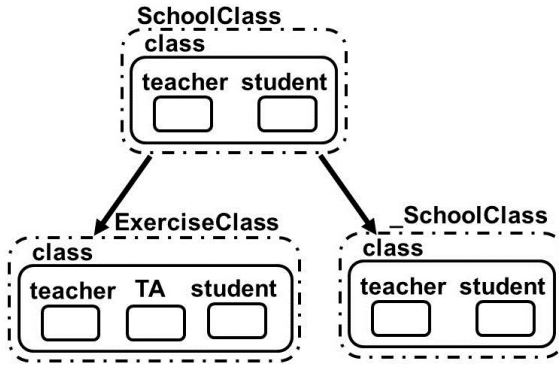 SchoolClass
class
teacher student
ExerciseClass
class
teacher TA student
_SchoolClass
class
teacher student